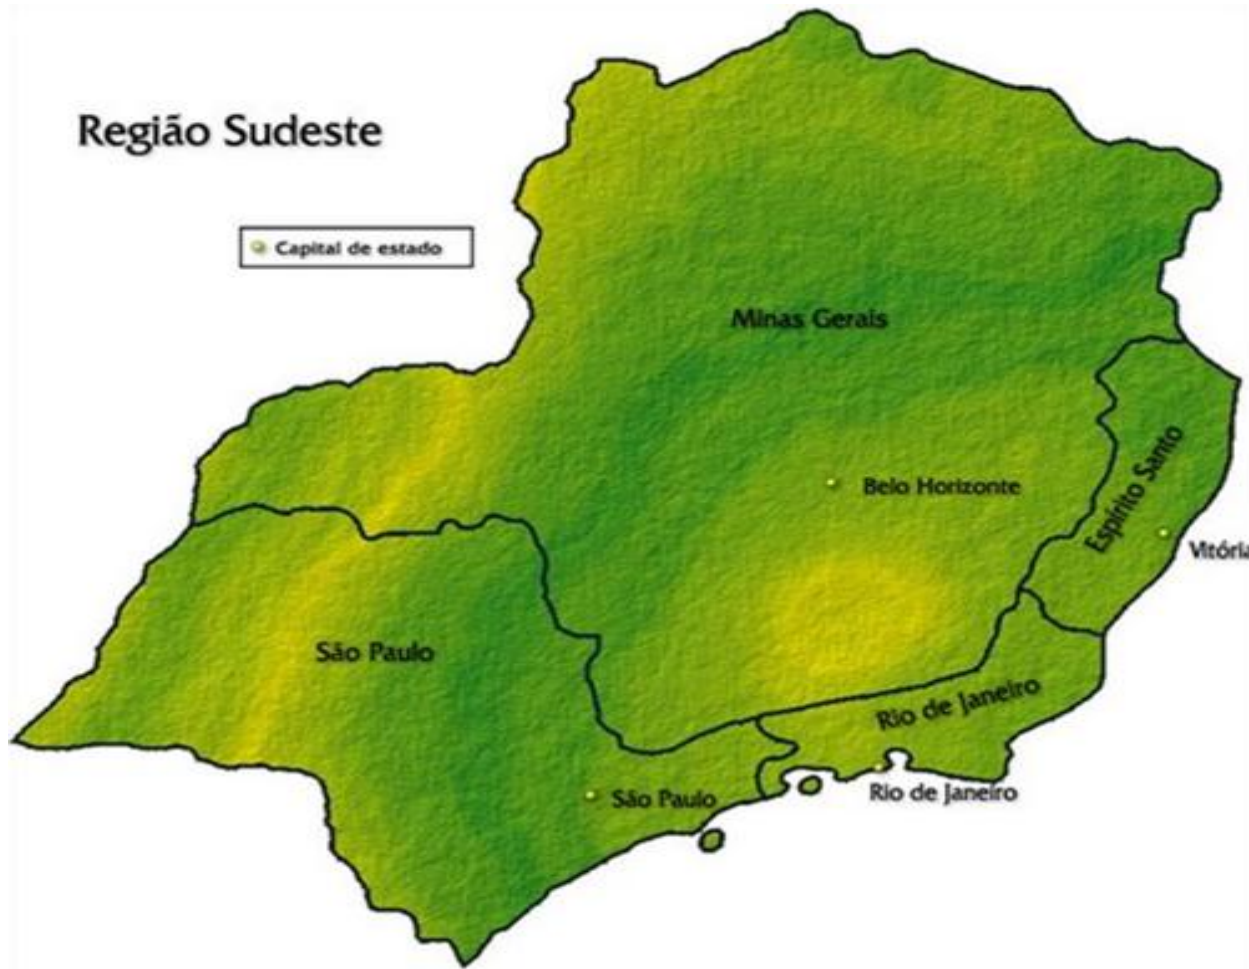 Região Sudeste
Capital de estado
Minas Gerais
Belo Horizonte
Espírito Santo
Vitória
São Paulo
Rio de Janeiro
São Paulo
Rio de Janeiro